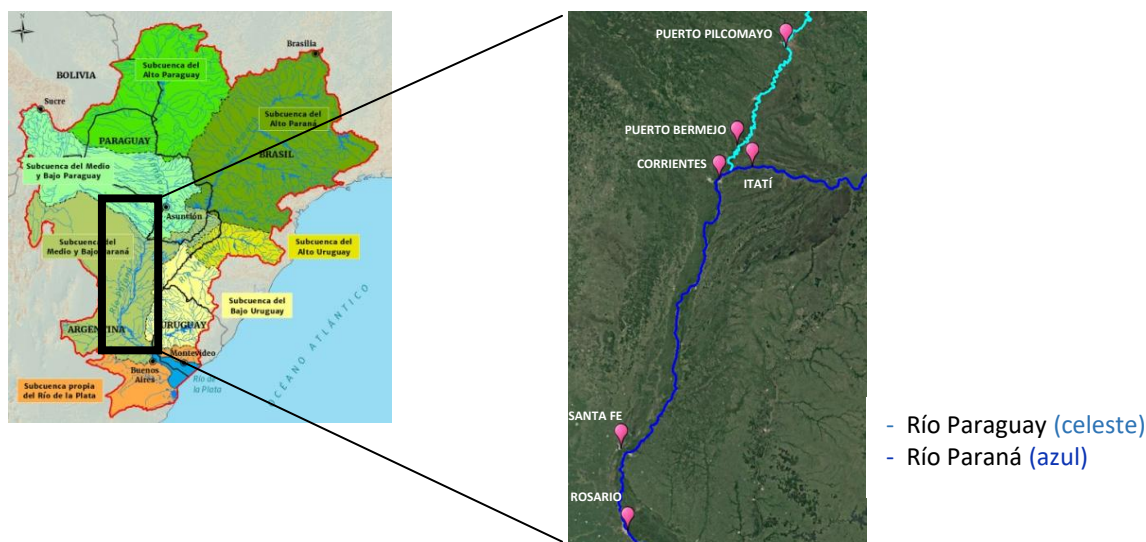 Brasilia
Subcuenca del
Alto Paraguay
BOLIVIA
Sucre
Subcuenca del
Alto Paraná
PARAGUAY
BRASIL
Subcuenca del Medio
y Bajo Paraguay
Asunción
Subcuenca del
Medio y Bajo Paraná
Subcuenca del
Alto Uruguay
Subcuenca del
Bajo Uruguay
ARGENTINA
URUGUAY
Montevideo
Buenos
Aires
Río de
la Plata
Subcuenca propia
del Río de la Plata
OCÉANO ATLÁNTICO
PUERTO PILCOMAYO
PUERTO BERMEJO
CORRIENTES
ITATÍ
SANTA FE
ROSARIO
- Río Paraguay (celeste)
- Río Paraná (azul)